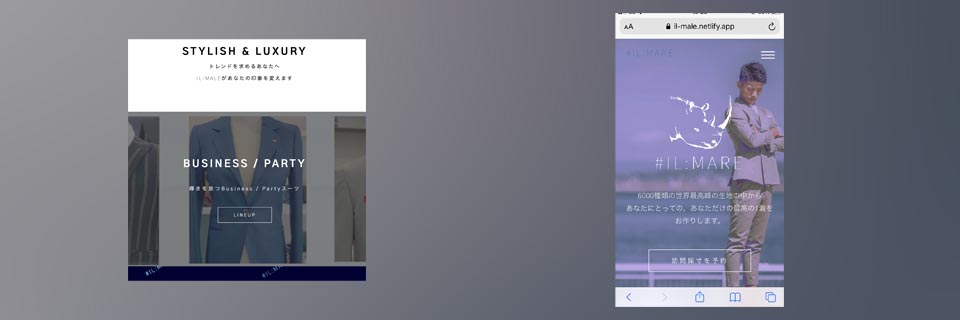 STYLISH & LUXURY
トレンドを求めるあなたへ
IL:MALEがあなたの印象を変えます
BUSINESS / PARTY
輝きを放つBusiness / Partyスーツ
LINEUP
#IL:M
#IL:MA
AA il-male.netlify.app
#IL:MARE
#IL:MARE
6000種類の世界最高峰の生地の中から
あなたにとっての、あなただけの最高の1着を
お作りします。
訪問採寸を予約